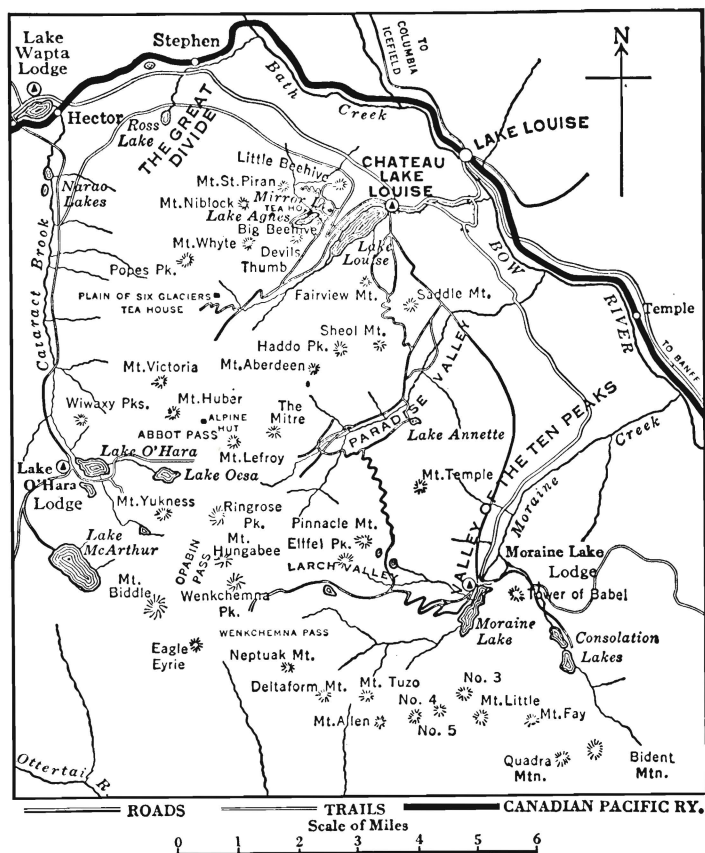 Lake
Wapta
Lodge
Stephen
TO
COLUMBIA
ICEFIELD
N
Bath
Creek
Hector
Ross
Lake
THE GREAT
DIVIDE
LAKE LOUISE
CHATEAU
LAKE
LOUISE
Little Beehive
Mt.St.Piran
Mirror L.
TEA HO.
Mt.Niblock
Lake Agnes
Big Beehive
Mt.Whyte
Devils
Thumb
Lake
Louise
Narao
Lakes
Popes Pk.
PLAIN OF SIX GLACIERS
TEA HOUSE
Fairview Mt.
Saddle Mt.
BOW
RIVER
Temple
TO BANFF
Cataract Brook
Sheol Mt.
Haddo Pk.
Mt.Victoria
Mt.Aberdeen
PARADISE VALLEY
Mt.Huber
Wiwaxy Pks.
ALPINE
HUT
The
Mitre
ABBOT PASS
Mt.Lefroy
Lake Annette
Lake O'Hara
Lake Oesa
Lake
O'Hara
Lodge
Mt.Temple
VALLEY OF THE TEN PEAKS
Moraine
Creek
Mt.Yukness
Ringrose
Pk.
Pinnacle Mt.
Lake
McArthur
OPABIN
PASS
Mt.
Hungabee
Eiffel Pk.
LARCH VALLEY
Moraine Lake
Lodge
Mt.
Biddle
Wenkchemna
Pk.
Tower of Babel
WENKCHEMNA PASS
Moraine
Lake
Consolation
Lakes
Eagle
Eyrie
Neptuak Mt.
Deltaform Mt.
Mt. Tuzo
No. 3
No. 4
Mt.Little
Mt.Allen
No. 5
Mt.Fay
Quadra
Mtn.
Bident
Mtn.
Ottertail R.
ROADS TRAILS CANADIAN PACIFIC RY.
Scale of Miles
0 1 2 3 4 5 6